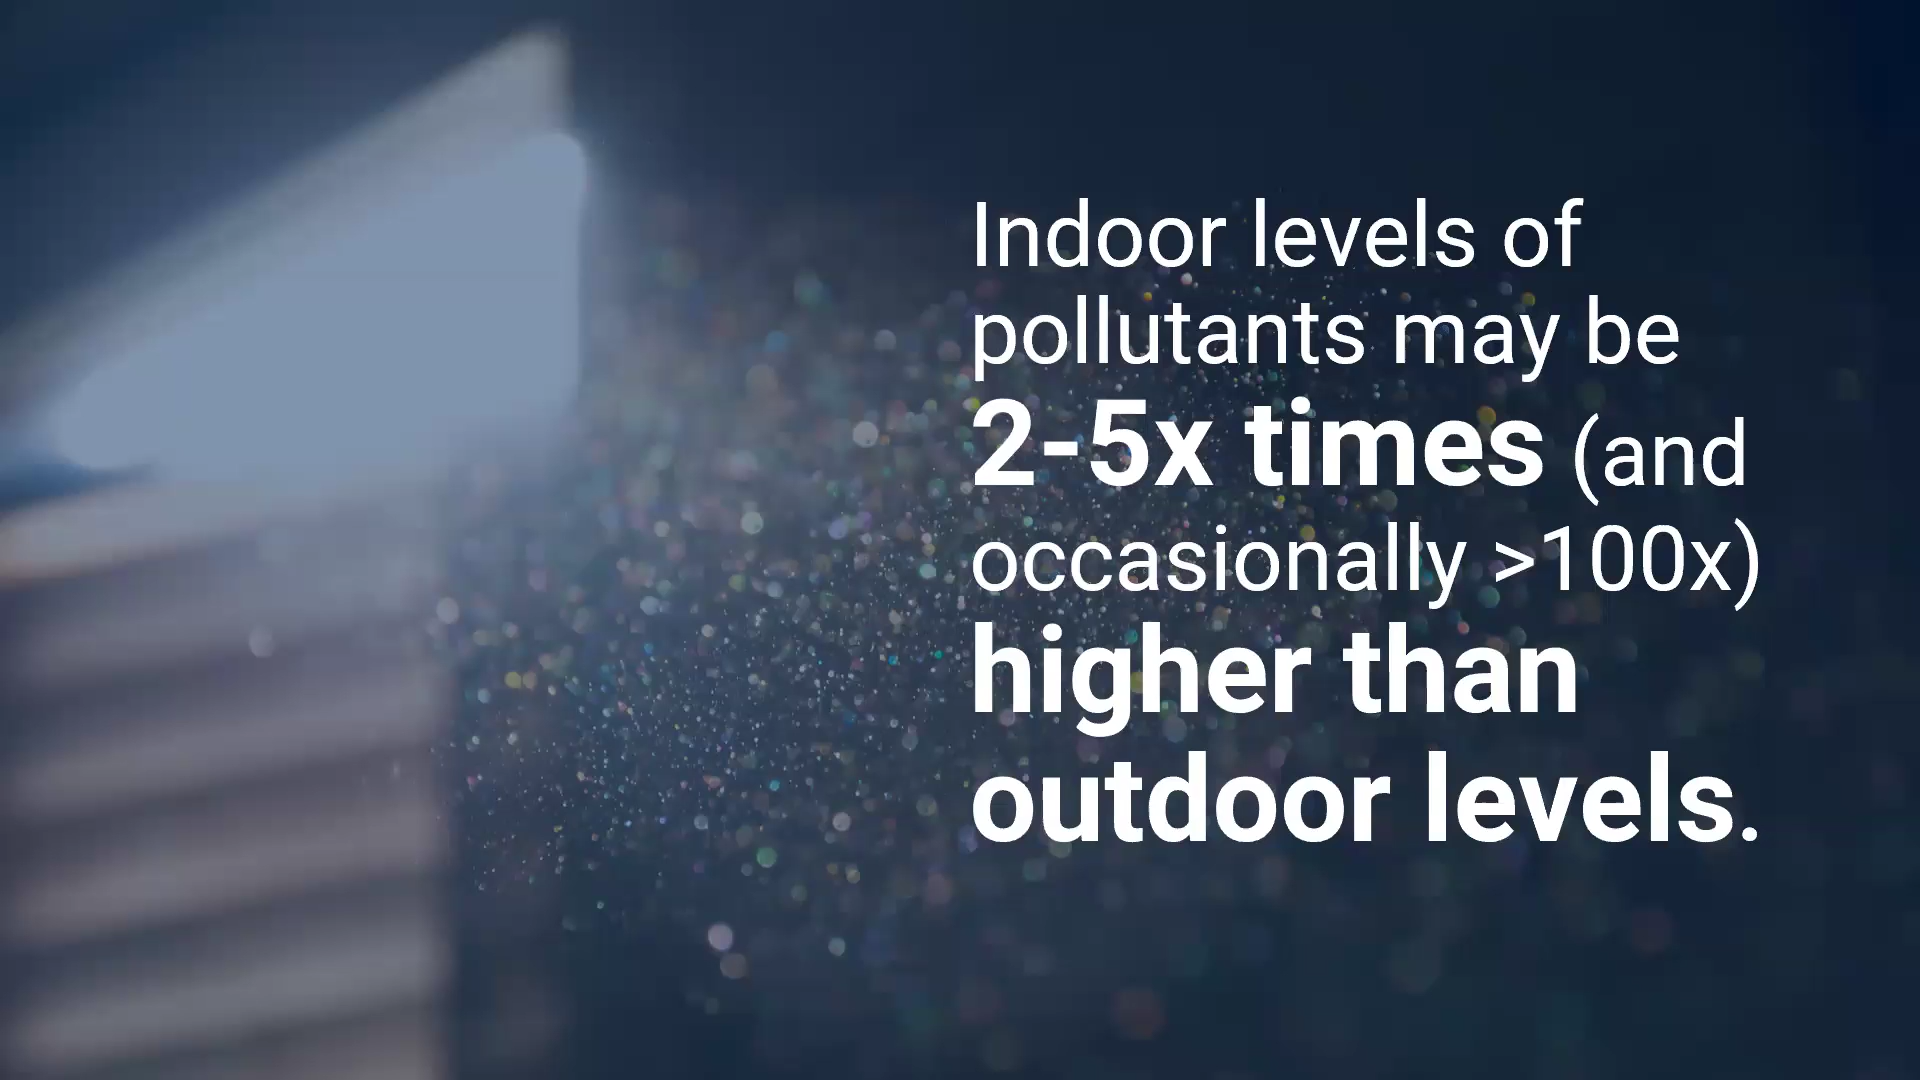 Indoor levels of
pollutants may be
2-5x times (and
occasionally >100x)
higher than
outdoor levels.